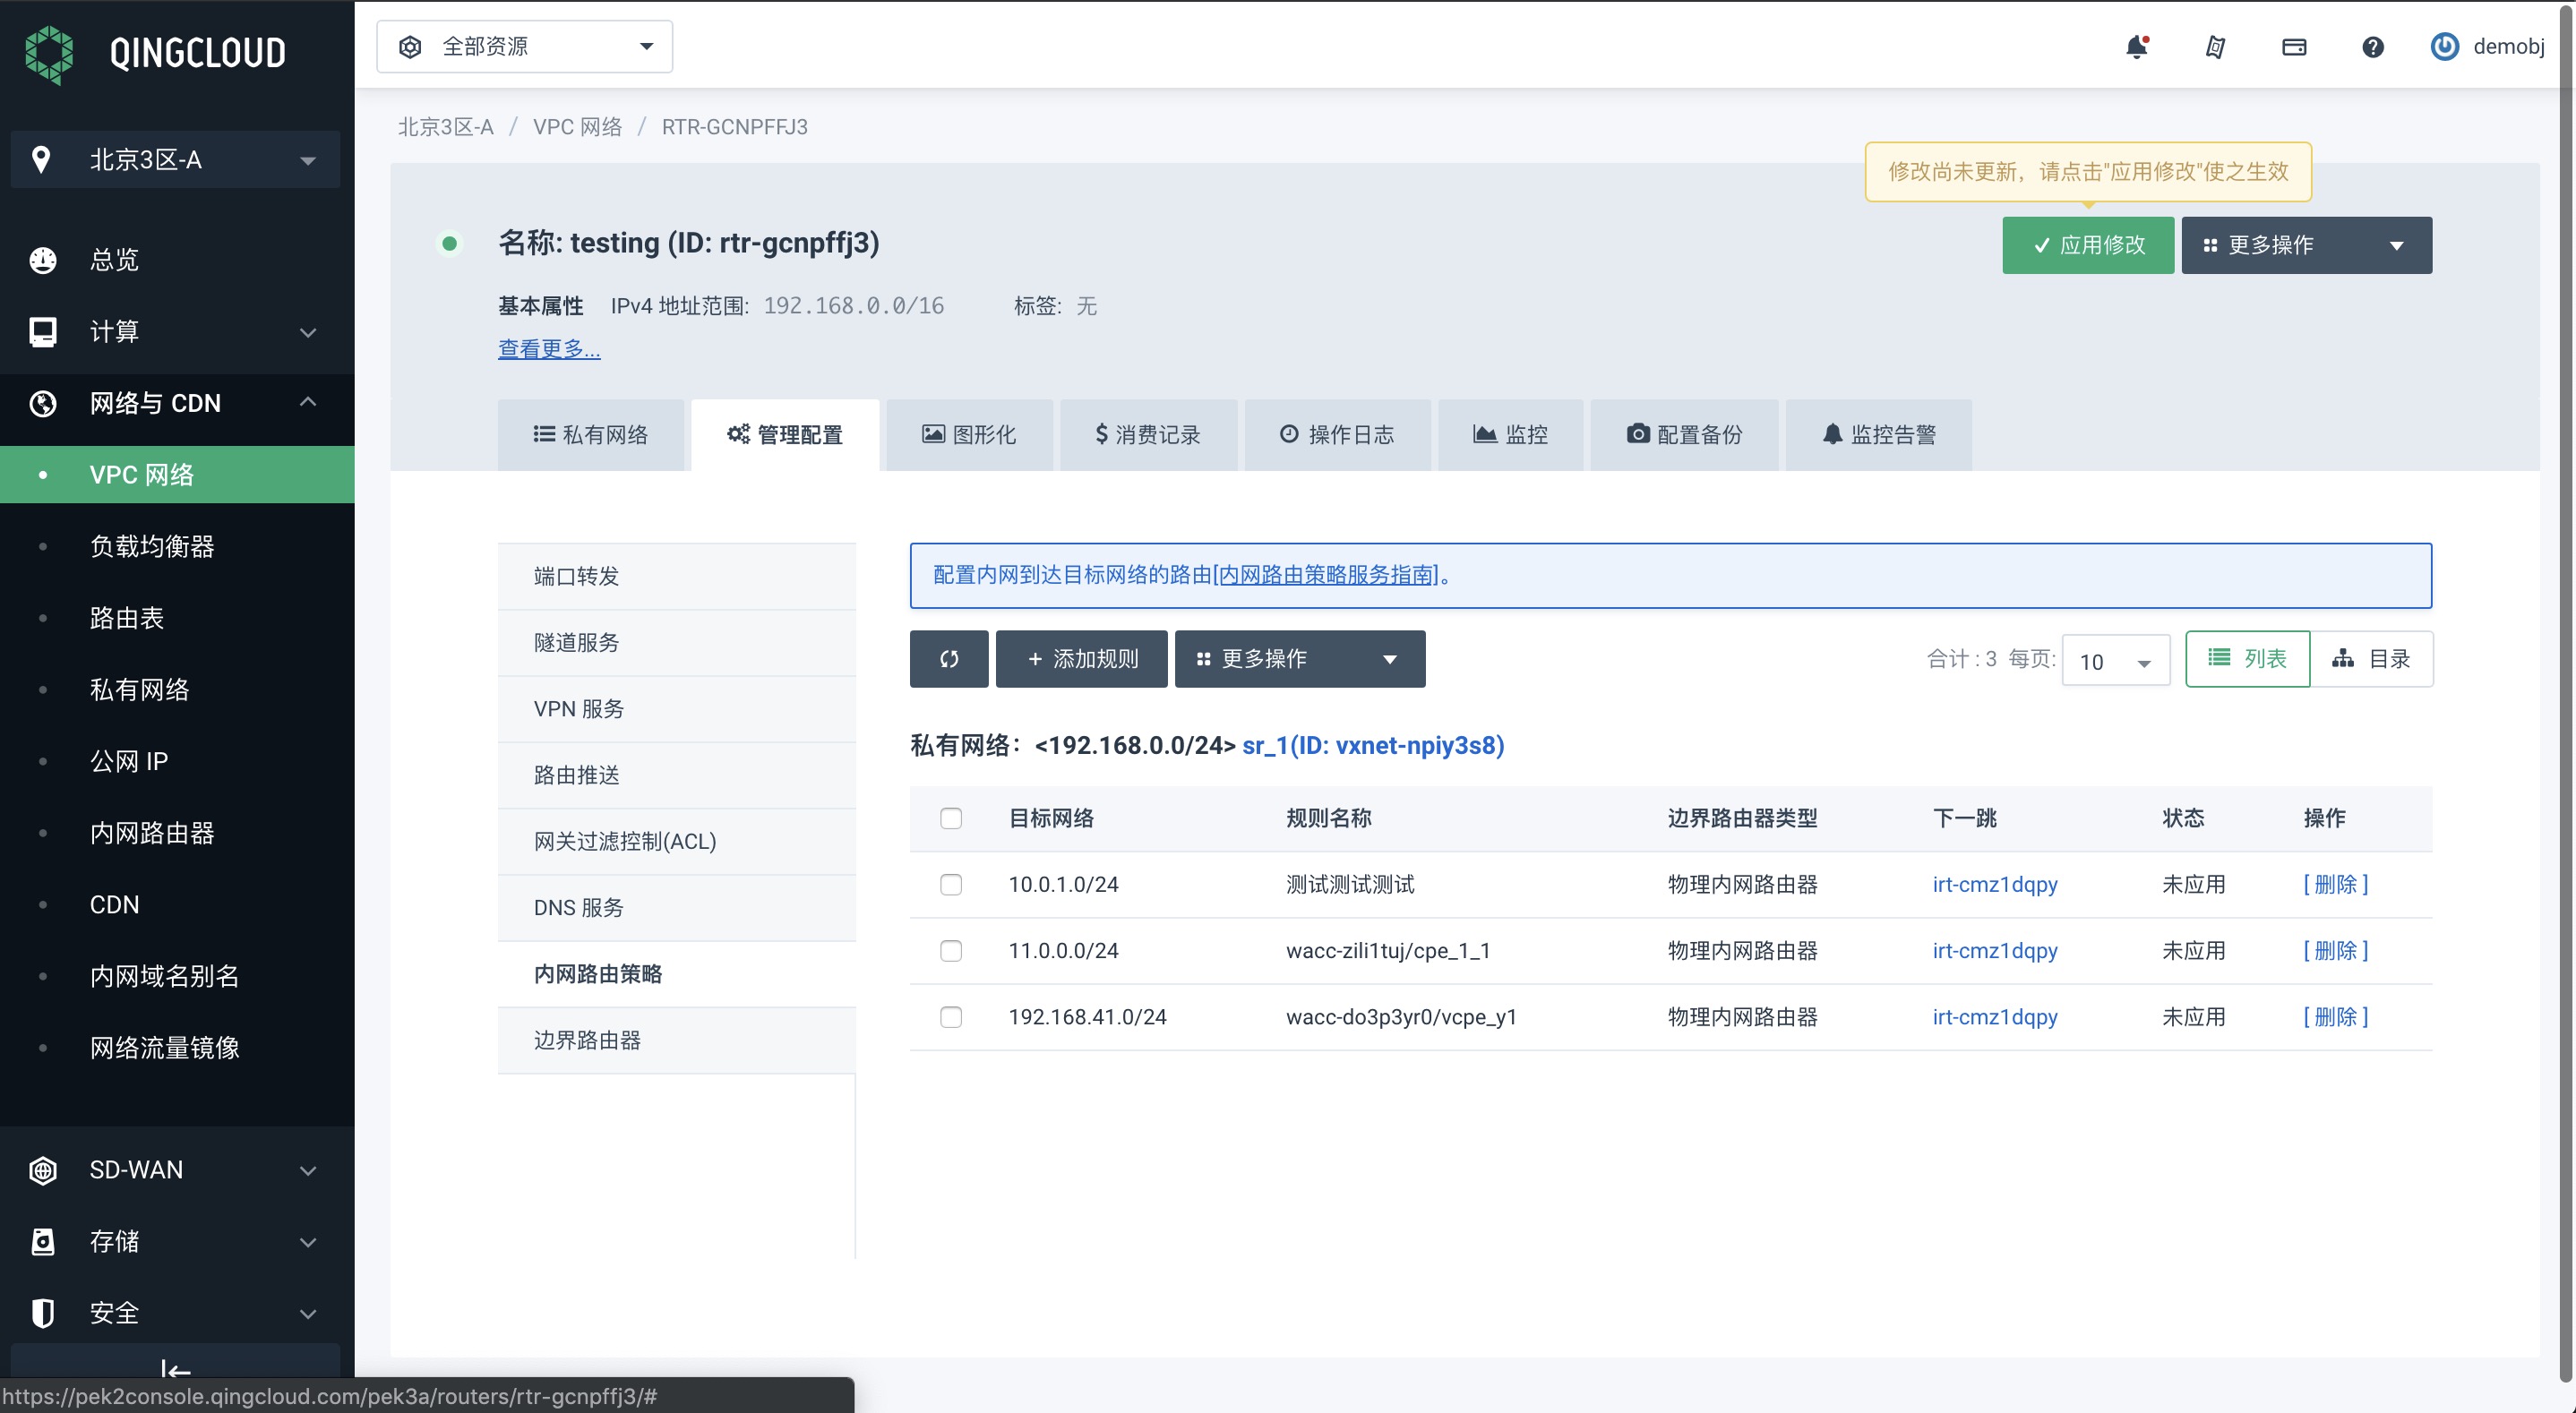 QINGCLOUD
全部资源
demobj
北京3区-A
总览
计算
网络与 CDN
VPC 网络
负载均衡器
路由表
私有网络
公网 IP
内网路由器
CDN
内网域名别名
网络流量镜像
SD-WAN
存储
安全
北京3区-A / VPC 网络 / RTR-GCNPFFJ3
修改尚未更新，请点击"应用修改"使之生效
名称: testing (ID: rtr-gcnpffj3)
应用修改 更多操作
基本属性 IPv4 地址范围: 192.168.0.0/16 标签: 无
查看更多...
私有网络 管理配置 图形化 $ 消费记录 操作日志 监控 配置备份 监控告警
端口转发
隧道服务
VPN 服务
路由推送
网关过滤控制(ACL)
DNS 服务
内网路由策略
边界路由器
配置内网到达目标网络的路由[内网路由策略服务指南]。
+ 添加规则 更多操作 合计 : 3 每页: 10 列表 目录
私有网络：<192.168.0.0/24> sr_1(ID: vxnet-npiy3s8)
目标网络 规则名称 边界路由器类型 下一跳 状态 操作
10.0.1.0/24 测试测试测试 物理内网路由器 irt-cmz1dqpy 未应用 [ 删除 ]
11.0.0.0/24 wacc-zili1tuj/cpe_1_1 物理内网路由器 irt-cmz1dqpy 未应用 [ 删除 ]
192.168.41.0/24 wacc-do3p3yr0/vcpe_y1 物理内网路由器 irt-cmz1dqpy 未应用 [ 删除 ]
https://pek2console.qingcloud.com/pek3a/routers/rtr-gcnpffj3/#